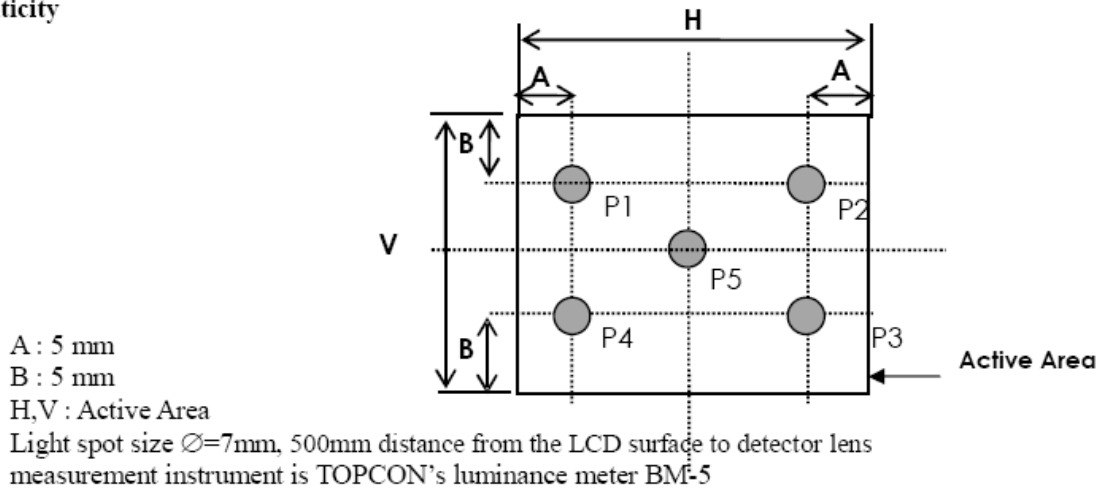 ticity
H
A
A
B
P1
P2
V
P5
B
P4
P3
Active Area
A : 5 mm
B : 5 mm
H,V : Active Area
Light spot size ∅=7mm, 500mm distance from the LCD surface to detector lens
measurement instrument is TOPCON's luminance meter BM-5